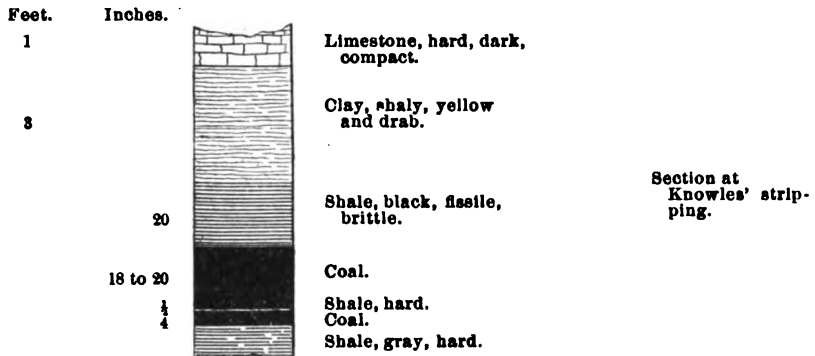 Feet. Inches.
1 Limestone, hard, dark,
compact.
3 Clay, shaly, yellow
and drab.
Section at
Knowles' strip-
ping.
20 Shale, black, fissile,
brittle.
18 to 20 Coal.
½ Shale, hard.
4 Coal.
Shale, gray, hard.